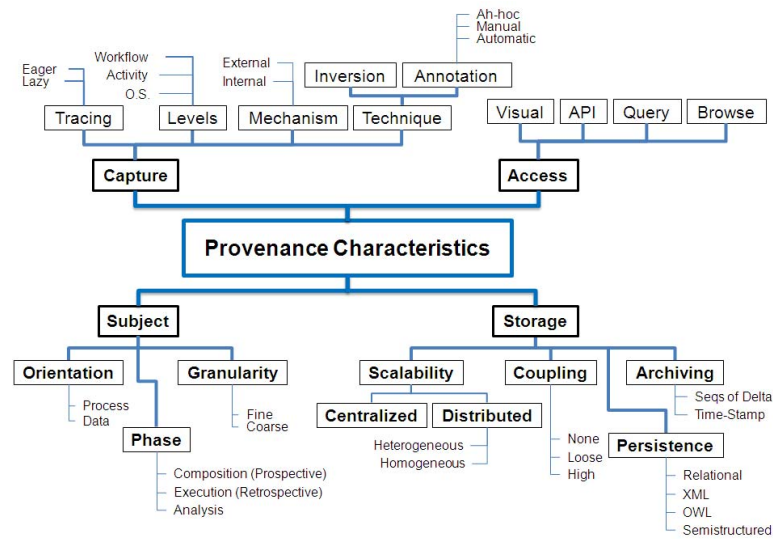 Ah-hoc
Manual
Automatic
Workflow
Activity
O.S.
External
Internal
Eager
Lazy
Inversion
Annotation
Tracing
Levels
Mechanism
Technique
Visual
API
Query
Browse
Capture
Access
Provenance Characteristics
Subject
Storage
Orientation
Granularity
Scalability
Coupling
Archiving
Process
Data
Fine
Coarse
Centralized
Distributed
Seqs of Delta
Time-Stamp
Phase
Heterogeneous
Homogeneous
None
Loose
High
Persistence
Composition (Prospective)
Execution (Retrospective)
Analysis
Relational
XML
OWL
Semistructured